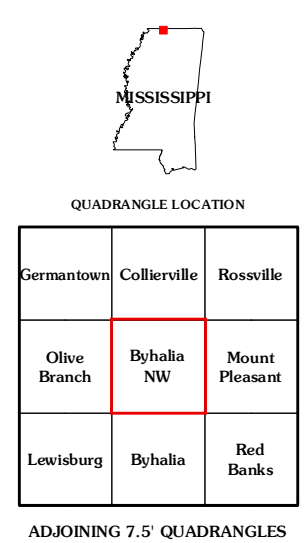 MISSISSIPPI
QUADRANGLE LOCATION
Germantown Collierville Rossville
Olive Branch Byhalia NW Mount Pleasant
Lewisburg Byhalia Red Banks
ADJOINING 7.5' QUADRANGLES